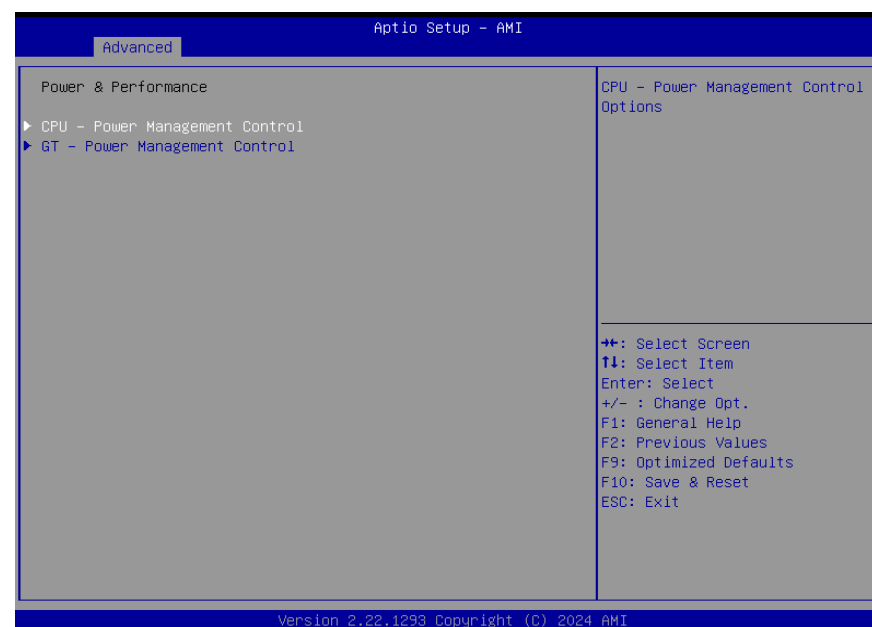 Aptio Setup – AMI
Advanced
Power & Performance
▶ CPU – Power Management Control
▶ GT – Power Management Control
CPU – Power Management Control
Options
→←: Select Screen
↑↓: Select Item
Enter: Select
+/– : Change Opt.
F1: General Help
F2: Previous Values
F9: Optimized Defaults
F10: Save & Reset
ESC: Exit
Version 2.22.1293 Copyright (C) 2024 AMI